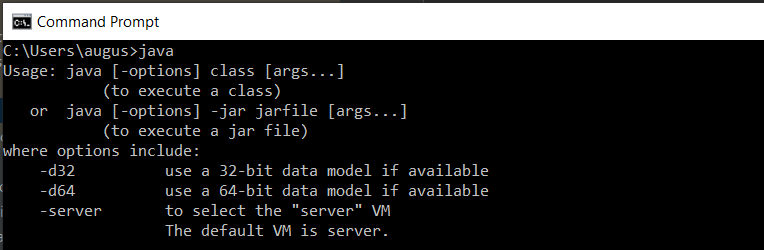 Command Prompt
C:\Users\augus>java
Usage: java [-options] class [args...]
           (to execute a class)
   or  java [-options] -jar jarfile [args...]
           (to execute a jar file)
where options include:
    -d32          use a 32-bit data model if available
    -d64          use a 64-bit data model if available
    -server       to select the "server" VM
                  The default VM is server.